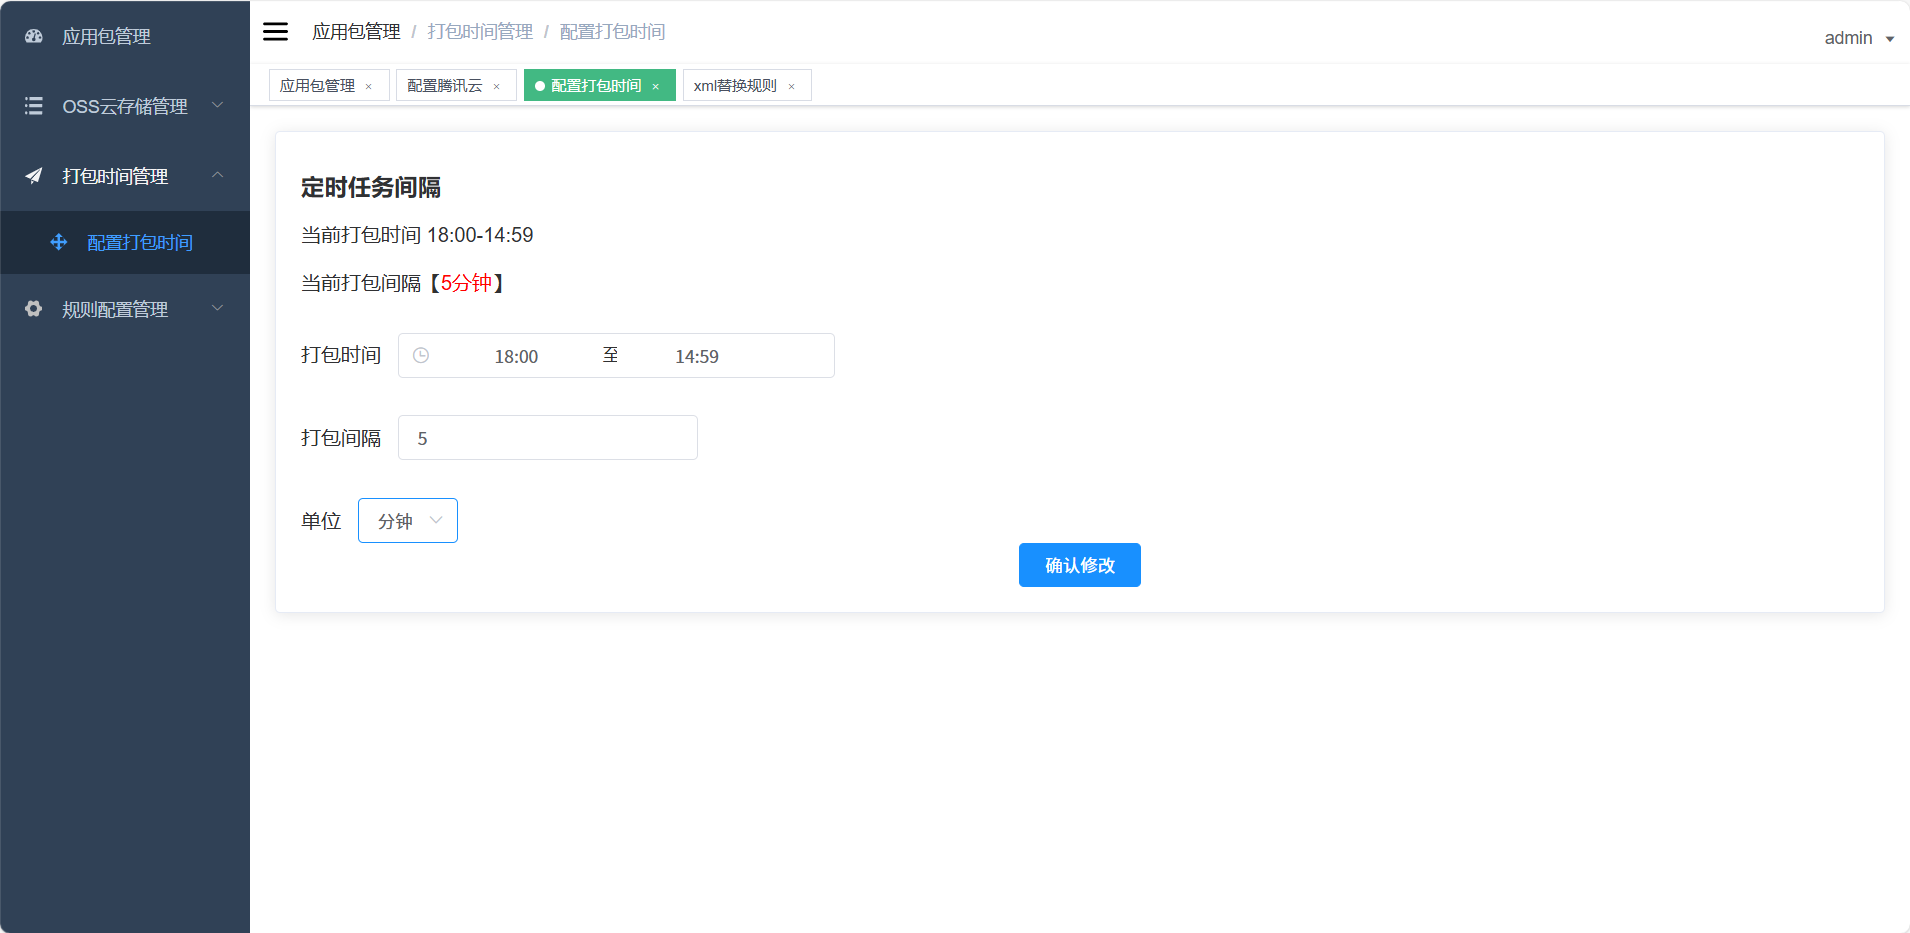 应用包管理
OSS云存储管理
打包时间管理
配置打包时间
规则配置管理
应用包管理 / 打包时间管理 / 配置打包时间
admin
应用包管理 × 配置腾讯云 × 配置打包时间 × xml替换规则 ×
定时任务间隔
当前打包时间 18:00-14:59
当前打包间隔【5分钟】
打包时间 18:00 至 14:59
打包间隔 5
单位 分钟
确认修改